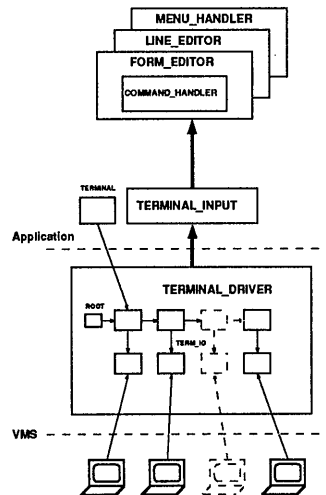 MENU_HANDLER
LINE_EDITOR
FORM_EDITOR
COMMAND_HANDLER
TERMINAL
TERMINAL_INPUT
Application
TERMINAL_DRIVER
ROOT
TERM_IO
VMS